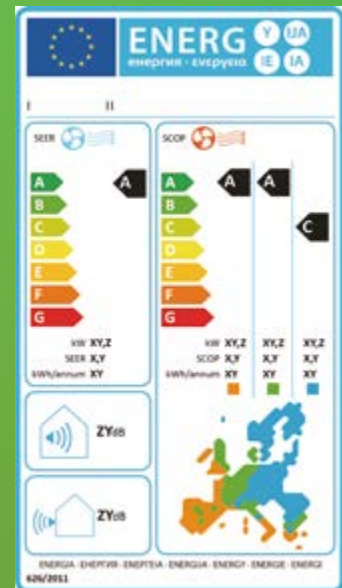 ENERG Y IJA
енергия · ενεργεια IE IA
I II
SEER
A A
B
C
D
E
F
G
kW XY,Z
SEER X,Y
kWh/annum XY
SCOP
A A A
B
C C
D
E
F
G
kW XY,Z XY,Z XY,Z
SCOP X,Y X,Y X,Y
kWh/annum XY XY XY
ZYdB
ZYdB
ENERGIA · ЕНЕРГИЯ · ΕΝΕΡΓΕΙΑ · ENERGIJA · ENERGY · ENERGIE · ENERGI
626/2011